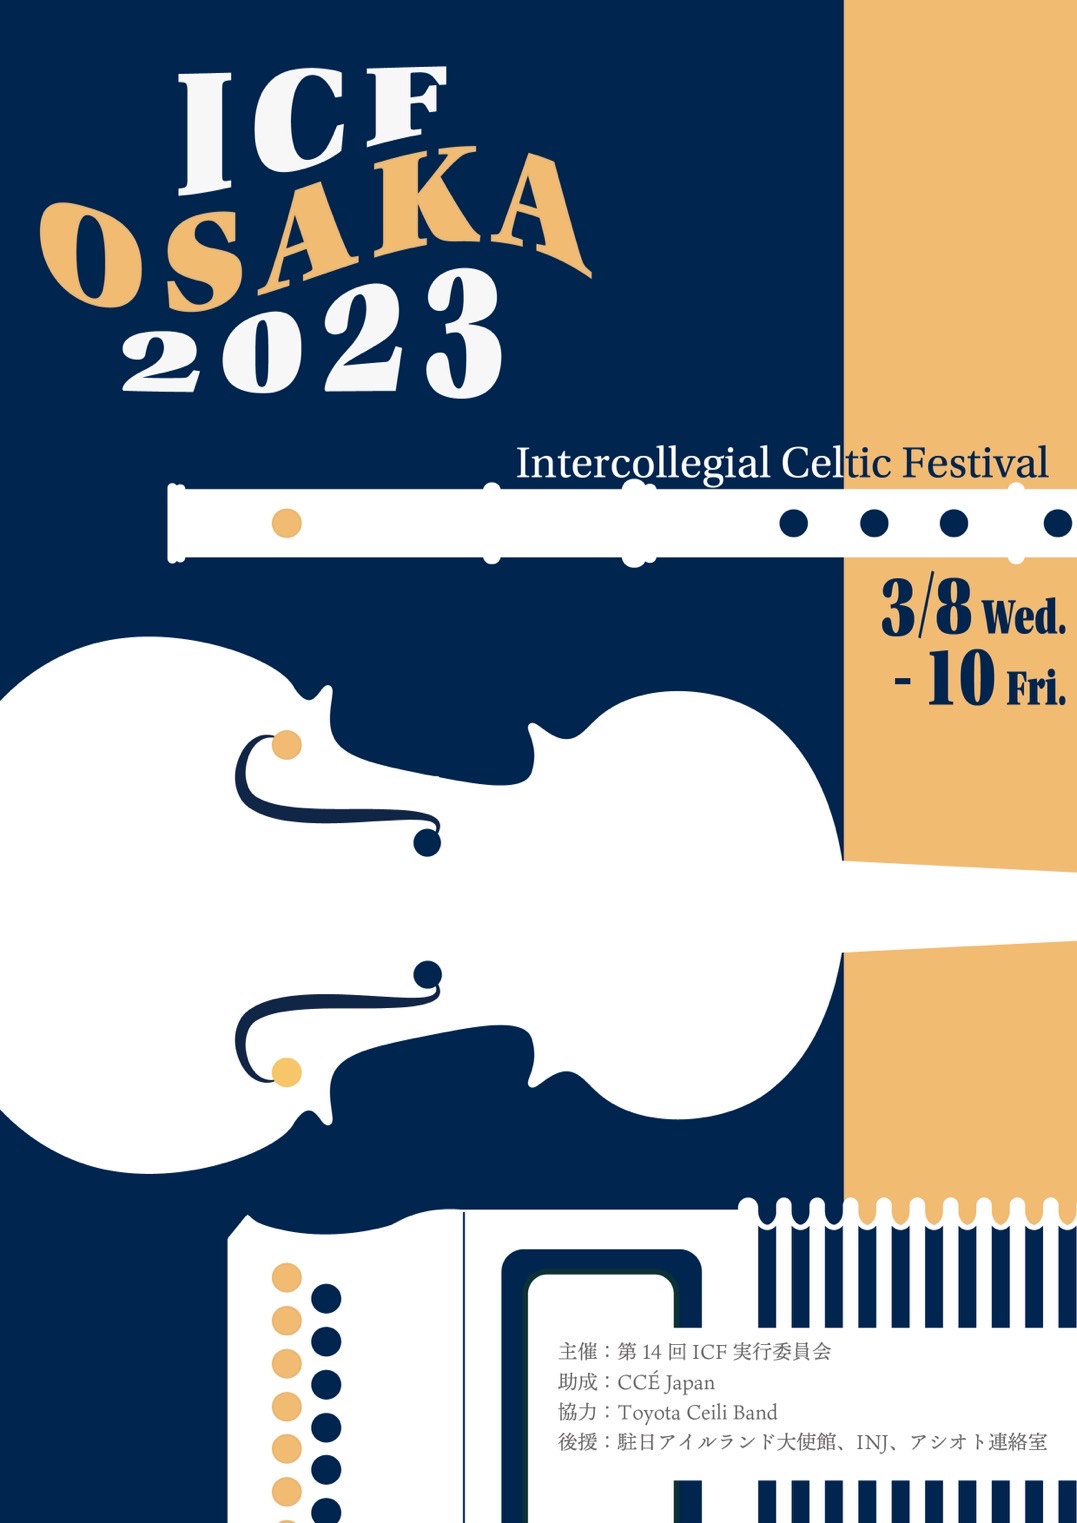 ICF
OSAKA
2023
Intercollegial Celtic Festival
3/8 Wed.
- 10 Fri.
主催：第 14 回 ICF 実行委員会
助成：CCÉ Japan
協力：Toyota Ceili Band
後援：駐日アイルランド大使館、INJ、アシオト連絡室